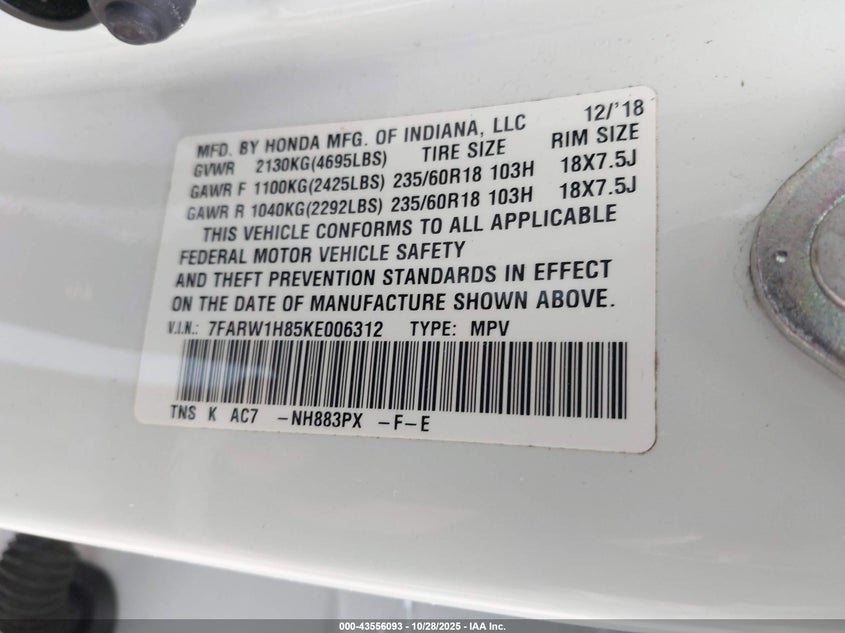 MFD. BY HONDA MFG. OF INDIANA, LLC 12/'18
GVWR 2130KG(4695LBS) TIRE SIZE RIM SIZE
GAWR F 1100KG(2425LBS) 235/60R18 103H 18X7.5J
GAWR R 1040KG(2292LBS) 235/60R18 103H 18X7.5J
THIS VEHICLE CONFORMS TO ALL APPLICABLE
FEDERAL MOTOR VEHICLE SAFETY
AND THEFT PREVENTION STANDARDS IN EFFECT
ON THE DATE OF MANUFACTURE SHOWN ABOVE.
V.I.N.: 7FARW1H85KE006312 TYPE: MPV
TNS K AC7 -NH883PX -F-E
000-43556093 | 10/28/2025 - IAA Inc.